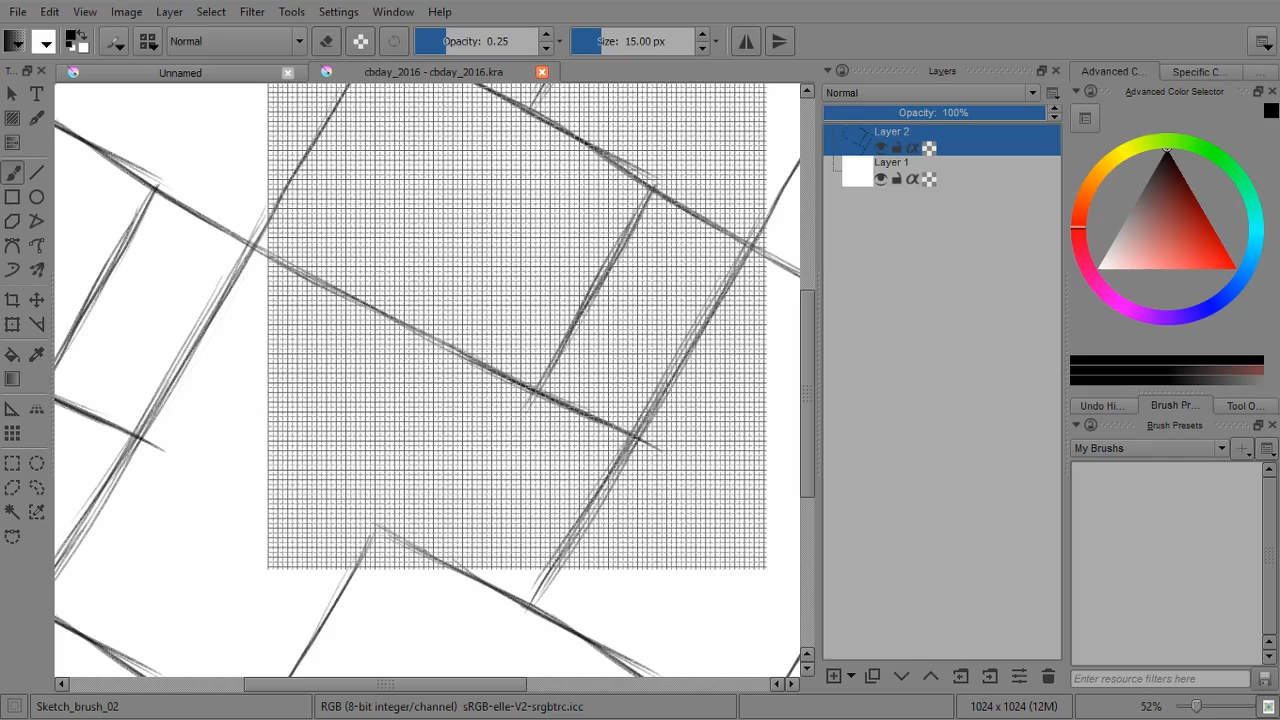 File Edit View Image Layer Select Filter Tools Settings Window Help
Normal
Opacity: 0.25
Size: 15.00 px
T...
Unnamed
cbday_2016 - cbday_2016.kra
Layers
Normal
Opacity: 100%
Layer 2
Layer 1
Advanced C...
Specific C...
...
Advanced Color Selector
Undo Hi...
Brush Pr...
Tool O...
Brush Presets
My Brushes
Enter resource filters here
Sketch_brush_02
RGB (8-bit integer/channel) sRGB-elle-V2-srgbtrc.icc
1024 x 1024 (12M)
52%